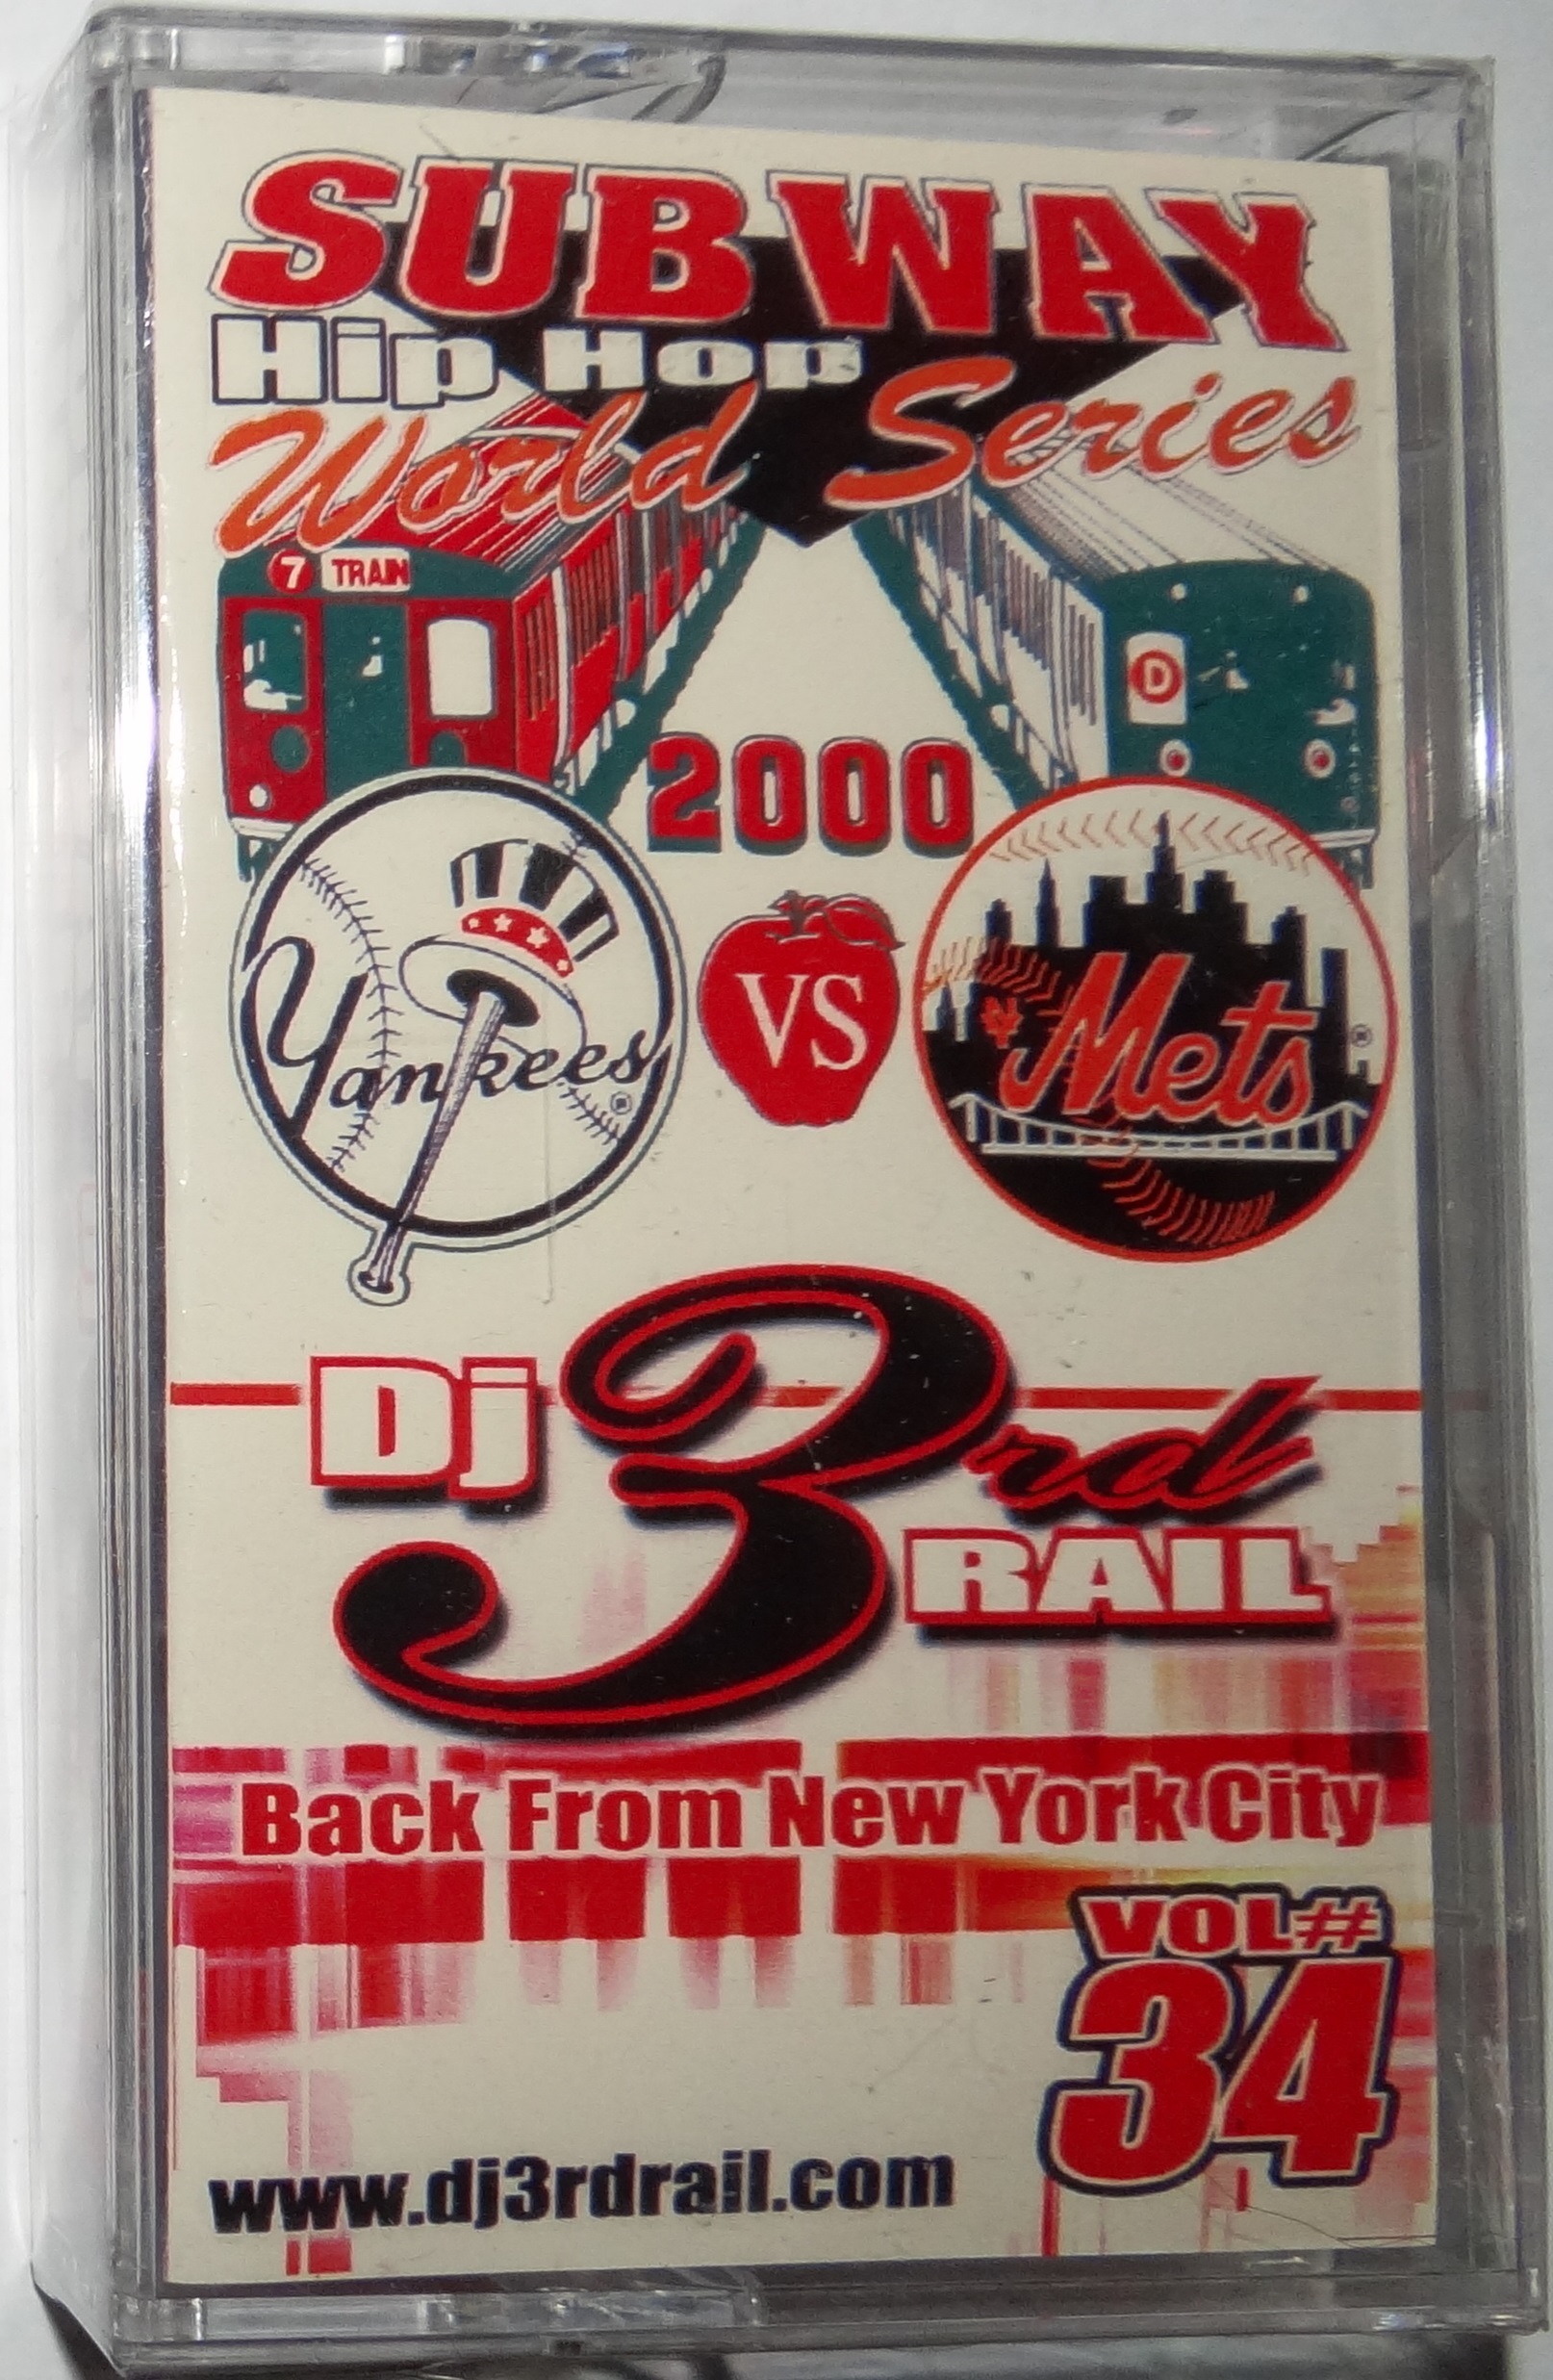 SUBWAY
Hip Hop
World Series
7 TRAIN
D
2000
Yankees ®
VS
NY Mets ®
Dj 3rd
RAIL
Back From New York City
VOL#
34
www.dj3rdrail.com